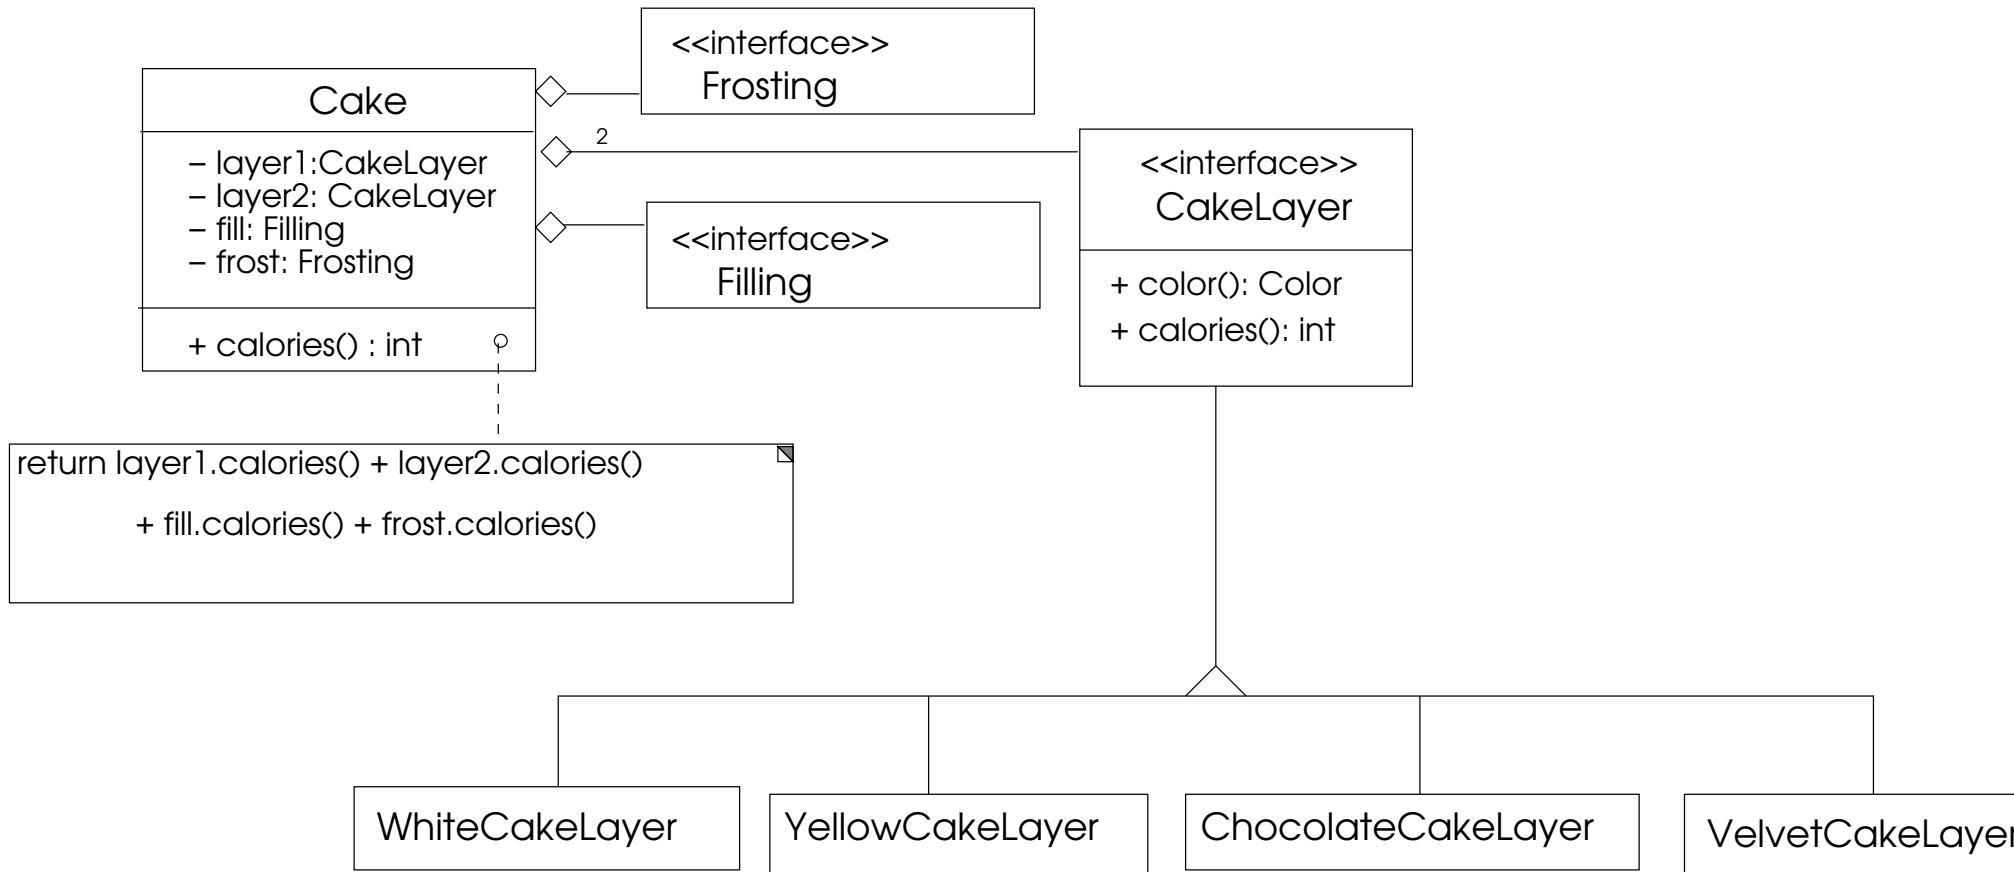 <<interface>>
Frosting
Cake
– layer1:CakeLayer
– layer2: CakeLayer
– fill: Filling
– frost: Frosting
+ calories() : int
2
<<interface>>
Filling
<<interface>>
CakeLayer
+ color(): Color
+ calories(): int
return layer1.calories() + layer2.calories()
+ fill.calories() + frost.calories()
WhiteCakeLayer
YellowCakeLayer
ChocolateCakeLayer
VelvetCakeLayer